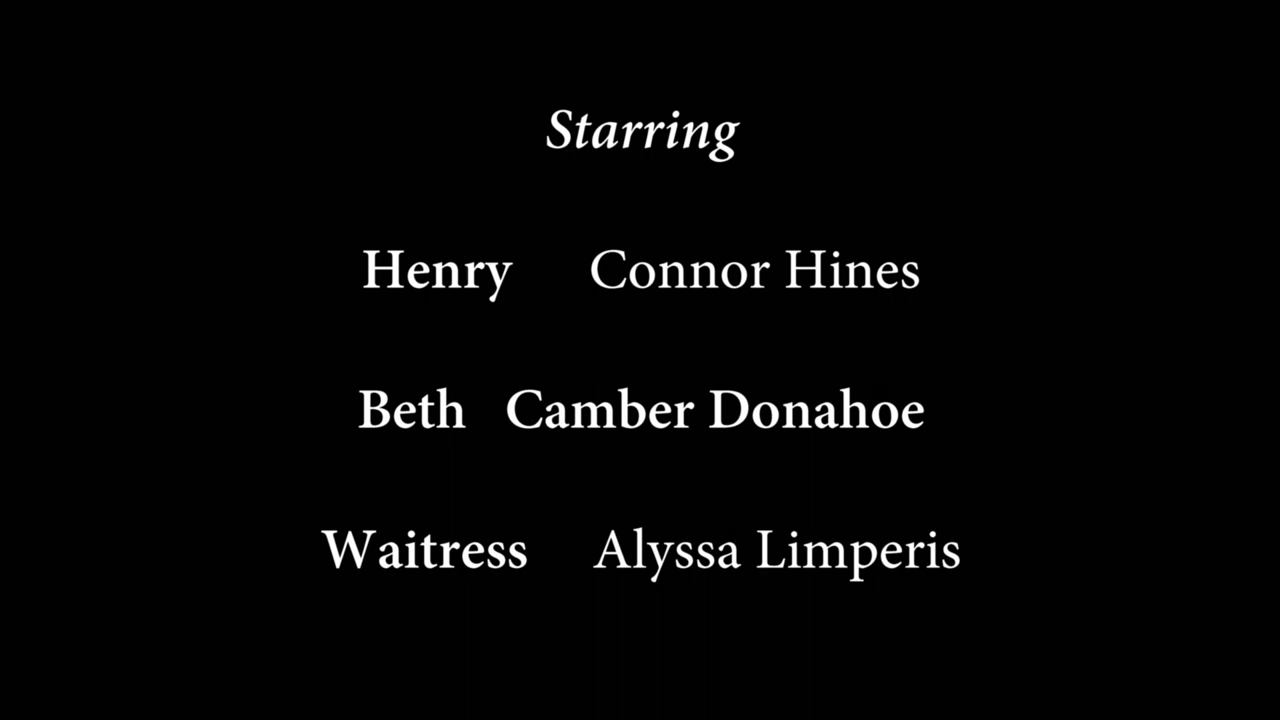 Starring
Henry Connor Hines
Beth Camber Donahoe
Waitress Alyssa Limperis